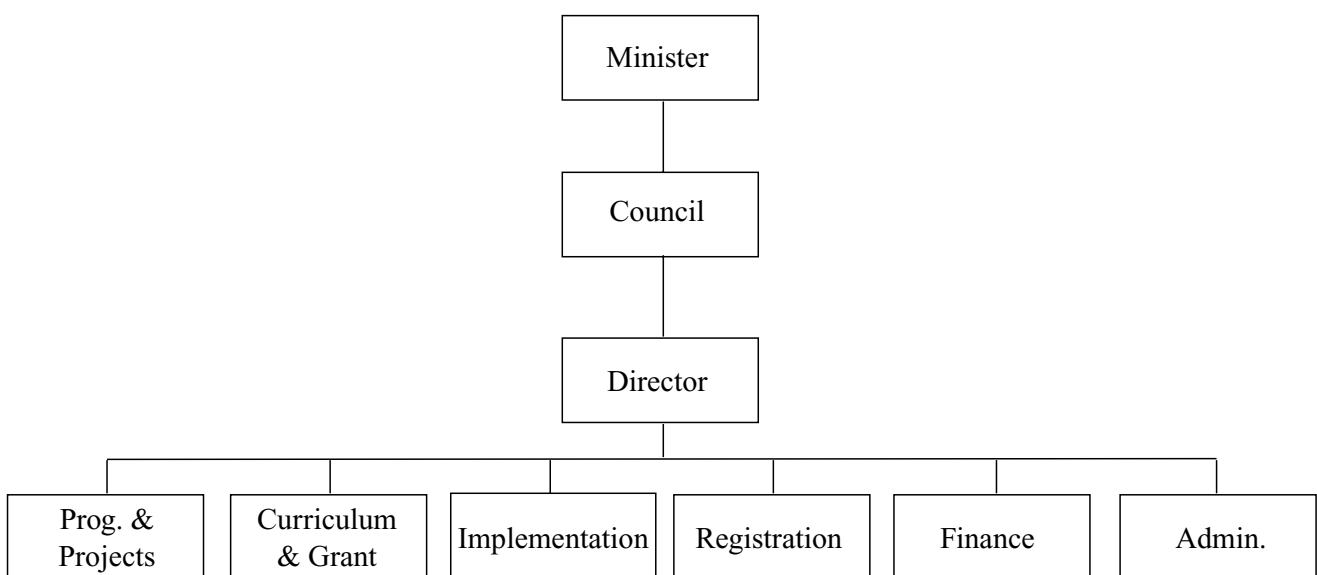 Minister
Council
Director
Prog. &
Projects
Curriculum
& Grant
Implementation
Registration
Finance
Admin.